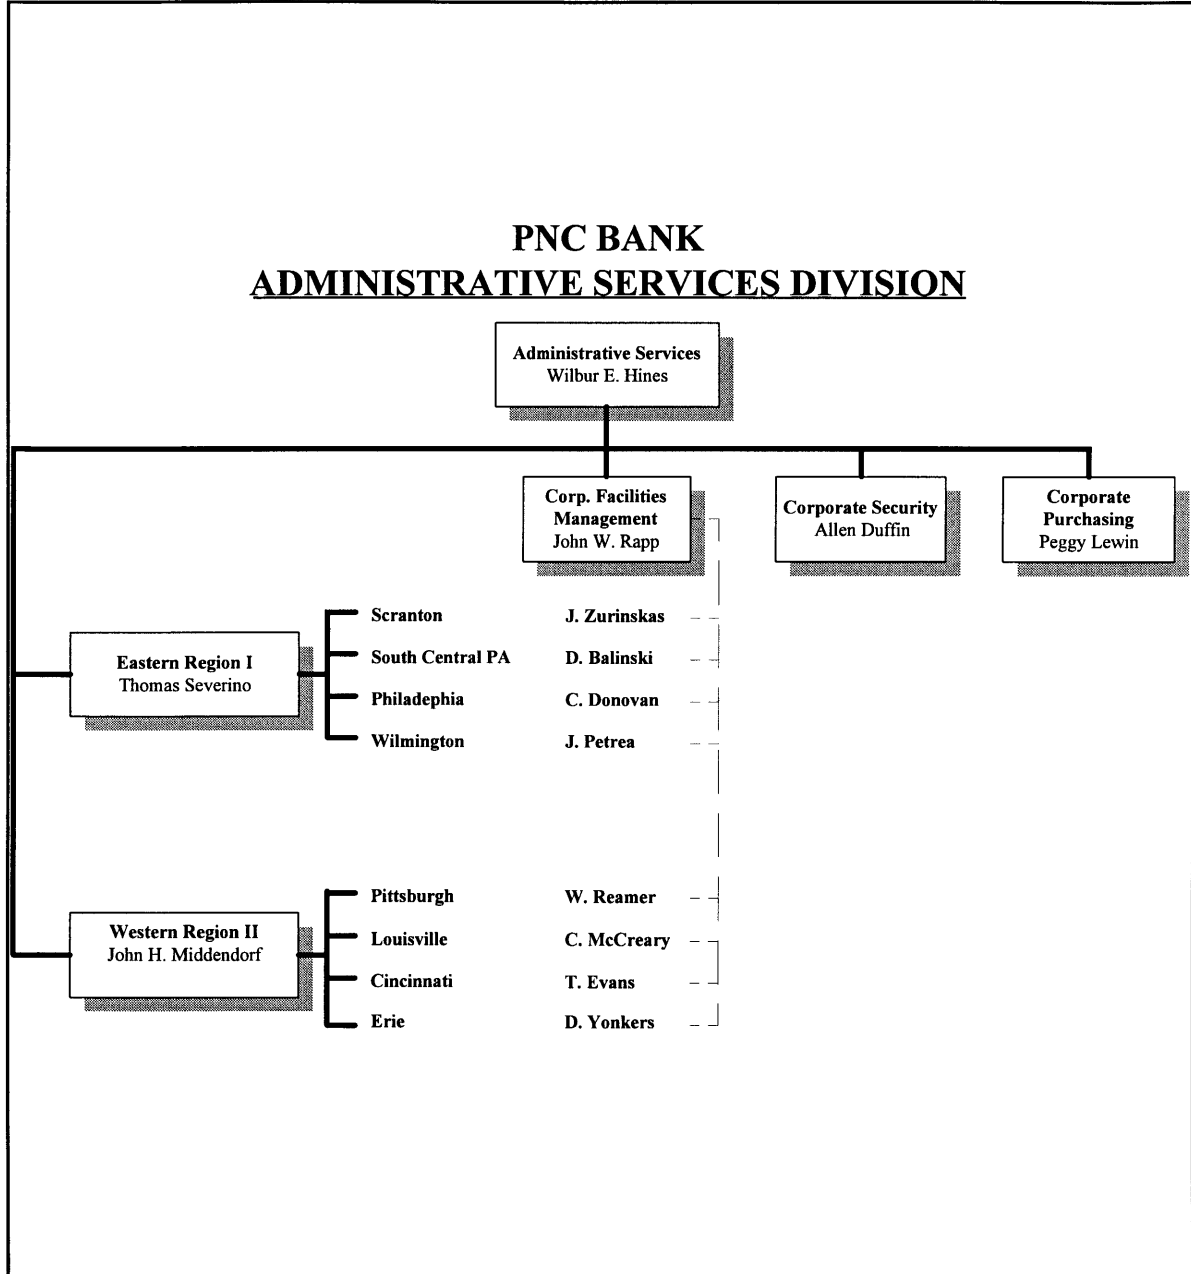 PNC BANK
ADMINISTRATIVE SERVICES DIVISION
Administrative Services
Wilbur E. Hines
Corp. Facilities
Management
John W. Rapp
Corporate Security
Allen Duffin
Corporate
Purchasing
Peggy Lewin
Eastern Region I
Thomas Severino
Scranton J. Zurinskas
South Central PA D. Balinski
Philadephia C. Donovan
Wilmington J. Petrea
Western Region II
John H. Middendorf
Pittsburgh W. Reamer
Louisville C. McCreary
Cincinnati T. Evans
Erie D. Yonkers